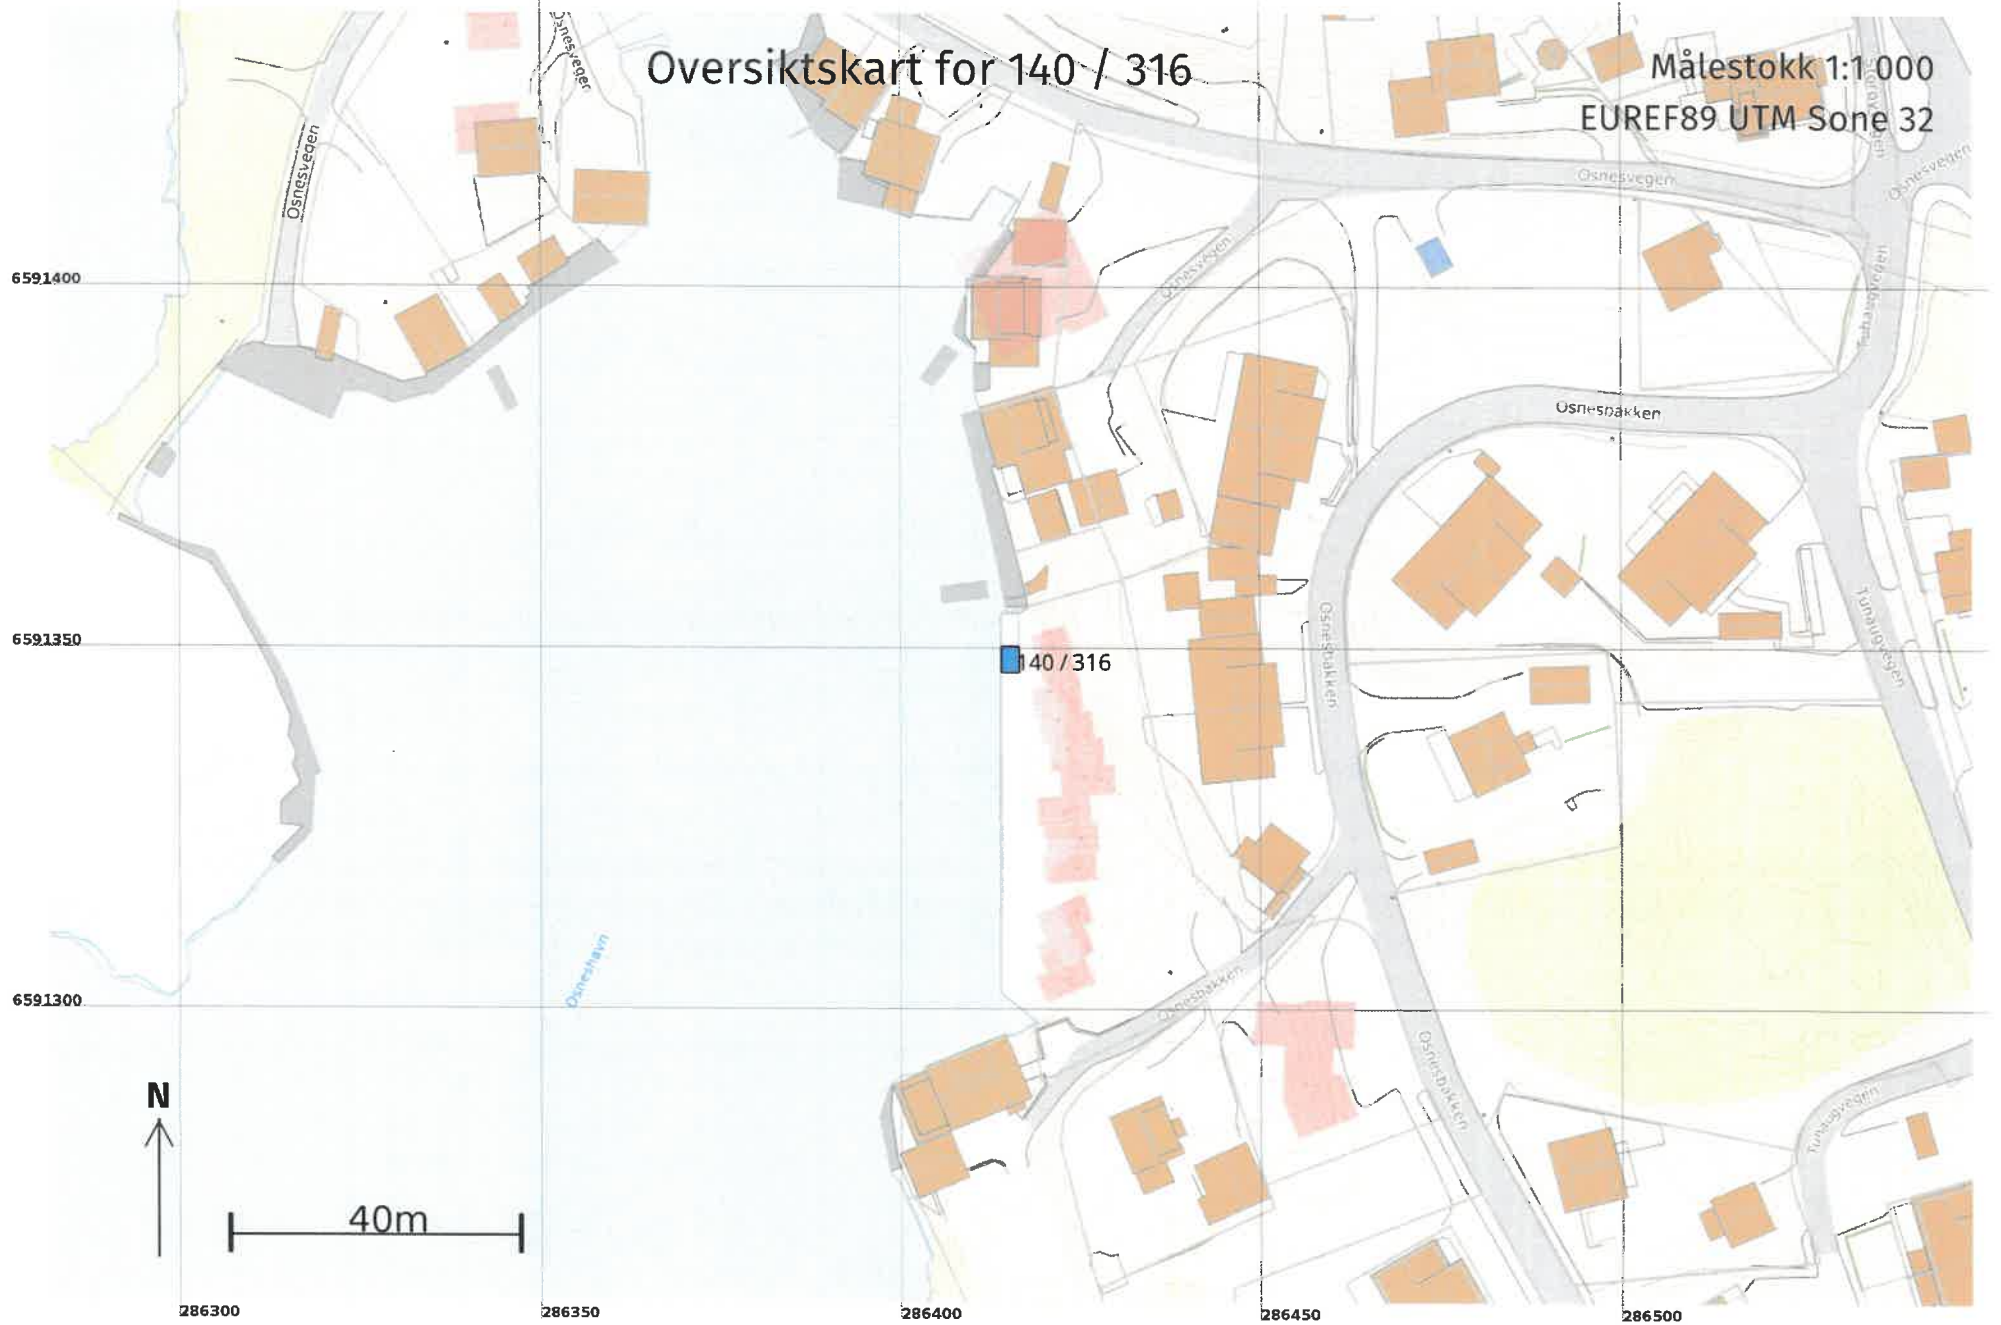 Oversiktskart for 140 / 316
Målestokk 1:1 000
EUREF89 UTM Sone 32
Osnesvegen
Osnesvegen
Osnesvegen
Osnesvegen
Osnesvegen
Tunaugvegen
6591400
Osnesbakken
Osnesbakken
Tunaugvegen
6591350
140 / 316
Osneshavn
Osnesbakken
6591300
Osnesbakken
Tunaugvegen
N
40m
286300
286350
286400
286450
286500